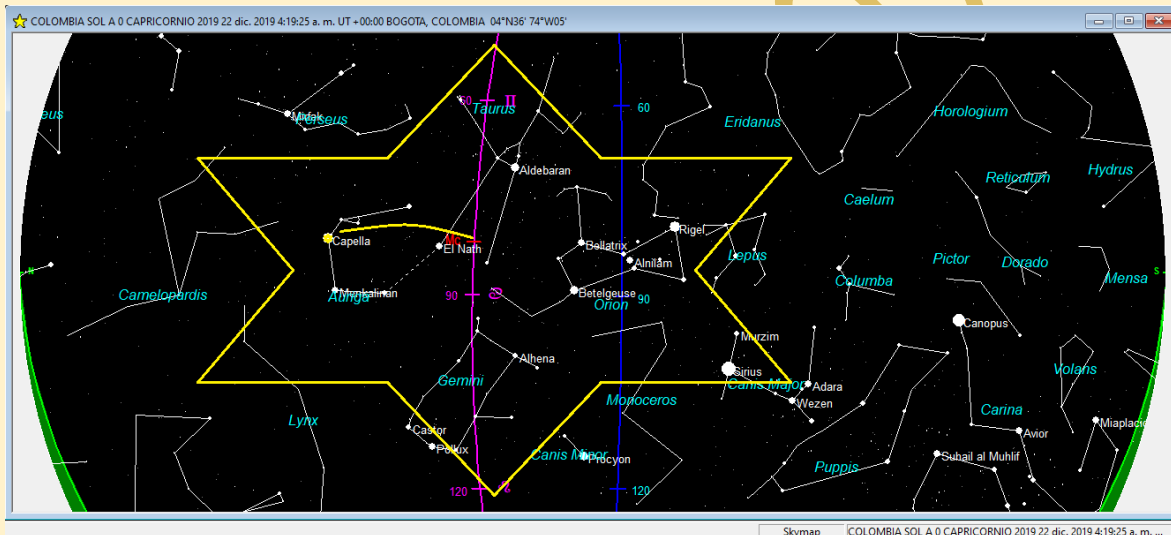 COLOMBIA SOL A 0 CAPRICORNIO 2019 22 dic. 2019 4:19:25 a. m. UT +00:00 BOGOTA, COLOMBIA 04°N36' 74°W05'
60 II
60
Taurus
Eridanus
Horologium
Mirfak
Perseus
Aldebaran
Reticulum
Hydrus
Caelum
Capella
Mc
El Nath
Bellatrix
Rigel
Alnilam
Lepus
Pictor
Dorado
N
S
Camelopardis
Menkalinan
Auriga
90 ♋
Betelgeuse
Orion
90
Columba
Mensa
Canopus
Murzim
Alhena
Sirius
Volans
Gemini
Canis Major
Adara
Monoceros
Wezen
Carina
Lynx
Castor
Avior
Pollux
Canis Minor
Procyon
Suhail al Muhlif
Puppis
120 ♌
120
Skymap
COLOMBIA SOL A 0 CAPRICORNIO 2019 22 dic. 2019 4:19:25 a. m. ...